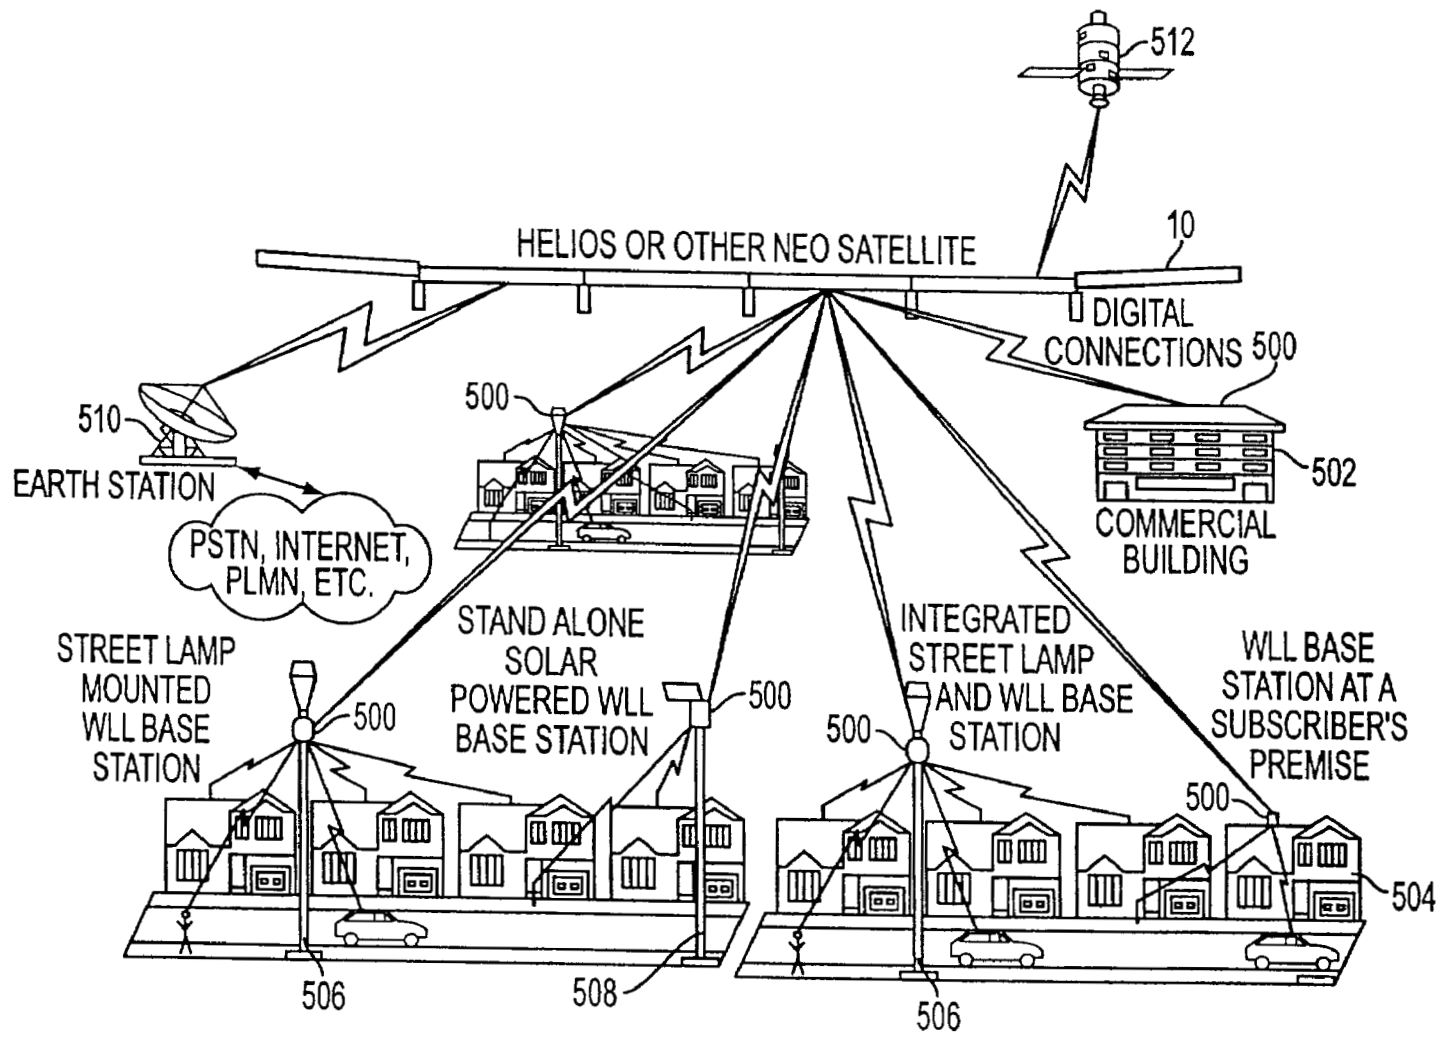 512
10
HELIOS OR OTHER NEO SATELLITE
DIGITAL
CONNECTIONS
500
500
510
502
EARTH STATION
COMMERCIAL
BUILDING
PSTN, INTERNET,
PLMN, ETC.
STREET LAMP
MOUNTED
WLL BASE
STATION
500
STAND ALONE
SOLAR
POWERED WLL
BASE STATION
500
INTEGRATED
STREET LAMP
AND WLL BASE
STATION
500
WLL BASE
STATION AT A
SUBSCRIBER'S
PREMISE
500
504
506
508
506